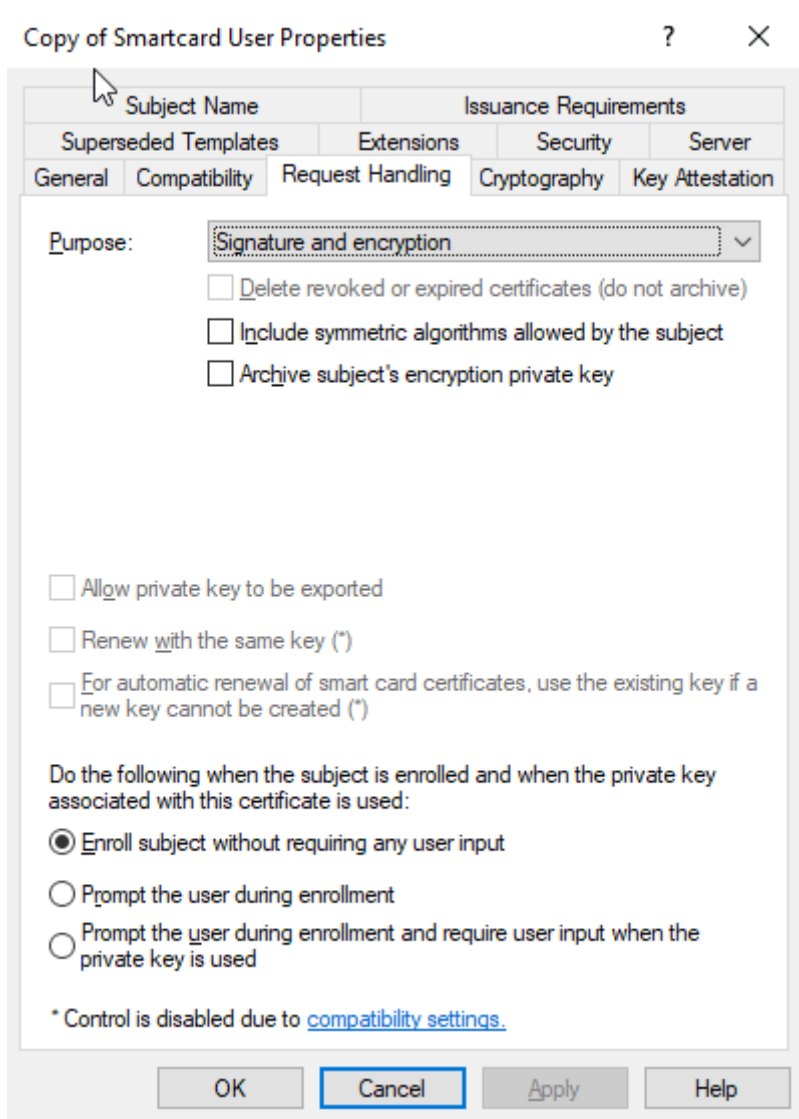 Copy of Smartcard User Properties
?
Subject Name
Issuance Requirements
Superseded Templates
Extensions
Security
Server
General
Compatibility
Request Handling
Cryptography
Key Attestation
Purpose:
Signature and encryption
Delete revoked or expired certificates (do not archive)
Include symmetric algorithms allowed by the subject
Archive subject's encryption private key
Allow private key to be exported
Renew with the same key (*)
For automatic renewal of smart card certificates, use the existing key if a
new key cannot be created (*)
Do the following when the subject is enrolled and when the private key
associated with this certificate is used:
Enroll subject without requiring any user input
Prompt the user during enrollment
Prompt the user during enrollment and require user input when the
private key is used
* Control is disabled due to compatibility settings.
OK
Cancel
Apply
Help